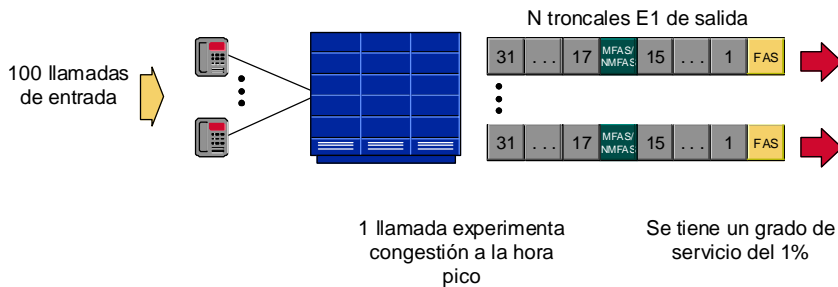 N troncales E1 de salida
100 llamadas
de entrada
31 ... 17 MFAS/ NMFAS 15 ... 1 FAS
31 ... 17 MFAS/ NMFAS 15 ... 1 FAS
1 llamada experimenta
congestión a la hora
pico
Se tiene un grado de
servicio del 1%